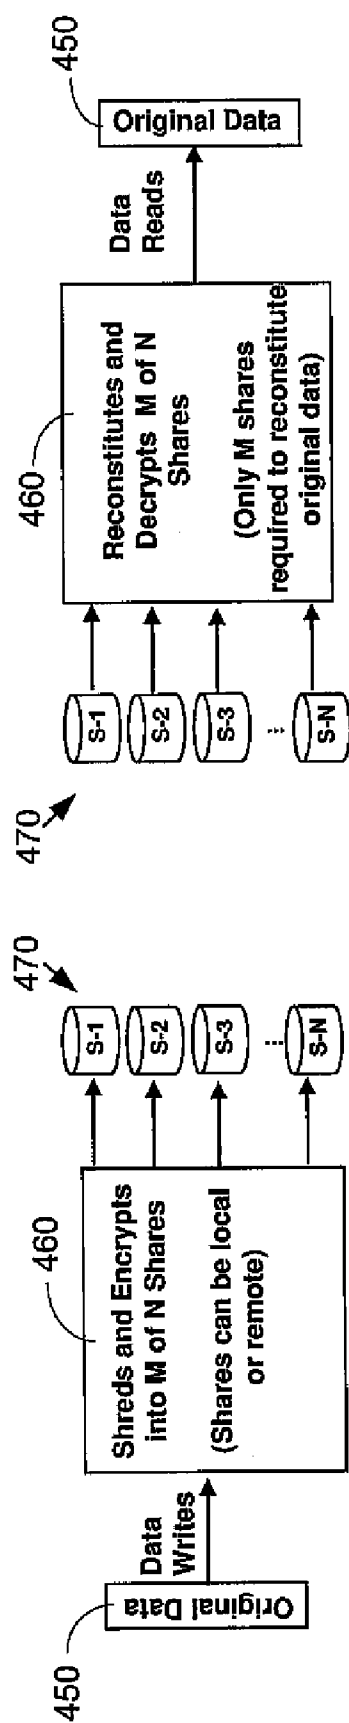 450
Original Data
Data
Writes
460
Shreds and Encrypts
into M of N Shares
(Shares can be local
or remote)
470
S-1
S-2
S-3
...
S-N
470
S-1
S-2
S-3
...
S-N
460
Reconstitutes and
Decrypts M of N
Shares
(Only M shares
required to reconstitute
original data)
Data
Reads
450
Original Data